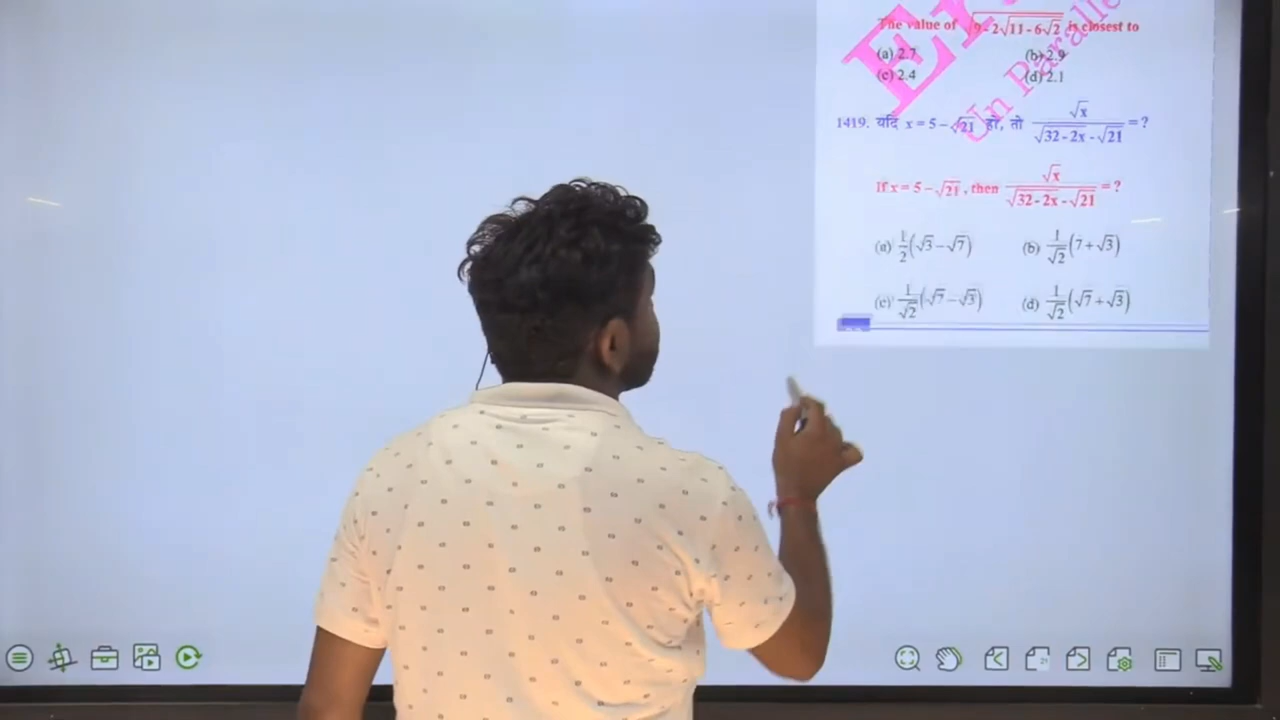 The value of √9-2√11-6√2 is closest to
(a) 2.7 (b) 2.9
(c) 2.4 (d) 2.1
1419. यदि x = 5 – √21 हो, तो √x / √32-2x - √21 = ?
If x = 5 – √21, then √x / √32-2x - √21 = ?
(a) 1/2 (√3 – √7) (b) 1/√2 (7 + √3)
(c) 1/√2 (√7 – √3) (d) 1/√2 (√7 + √3)
Un Paralle